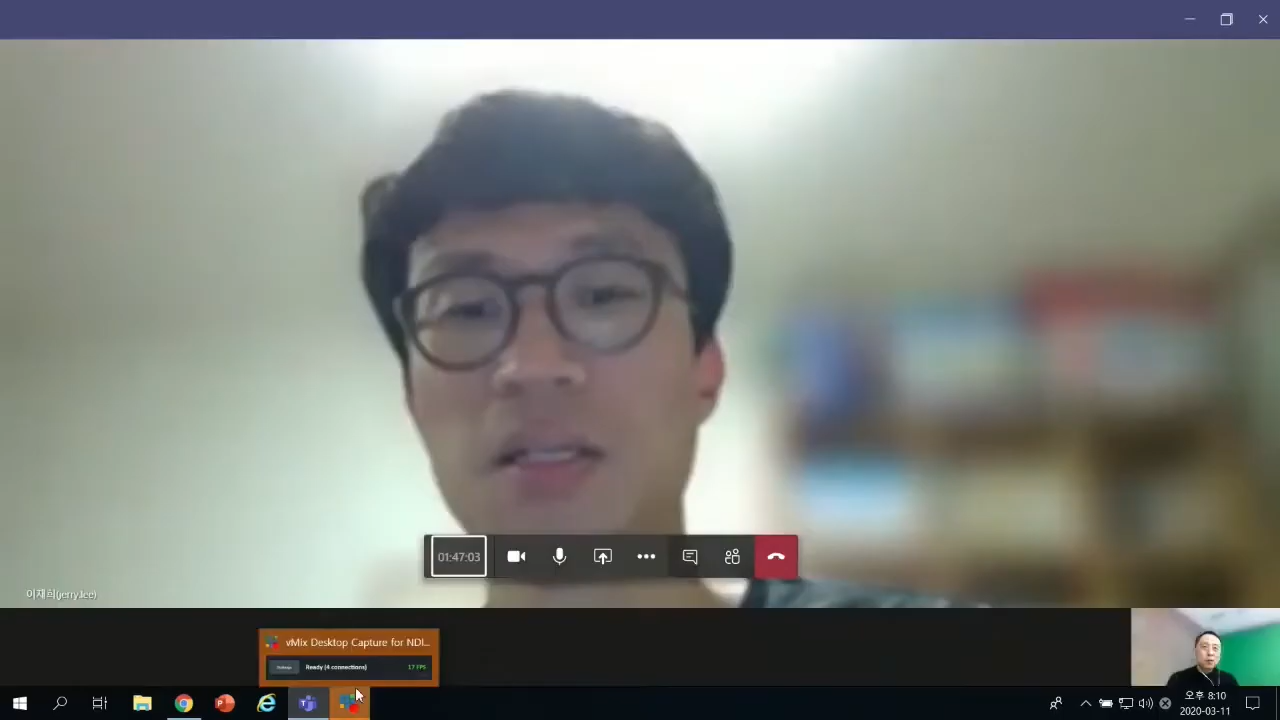 01:47:03
이재희(jerry.lee)
vMix Desktop Capture for NDI...
Ready (4 connections)
17 FPS
오후 8:10
2020-03-11